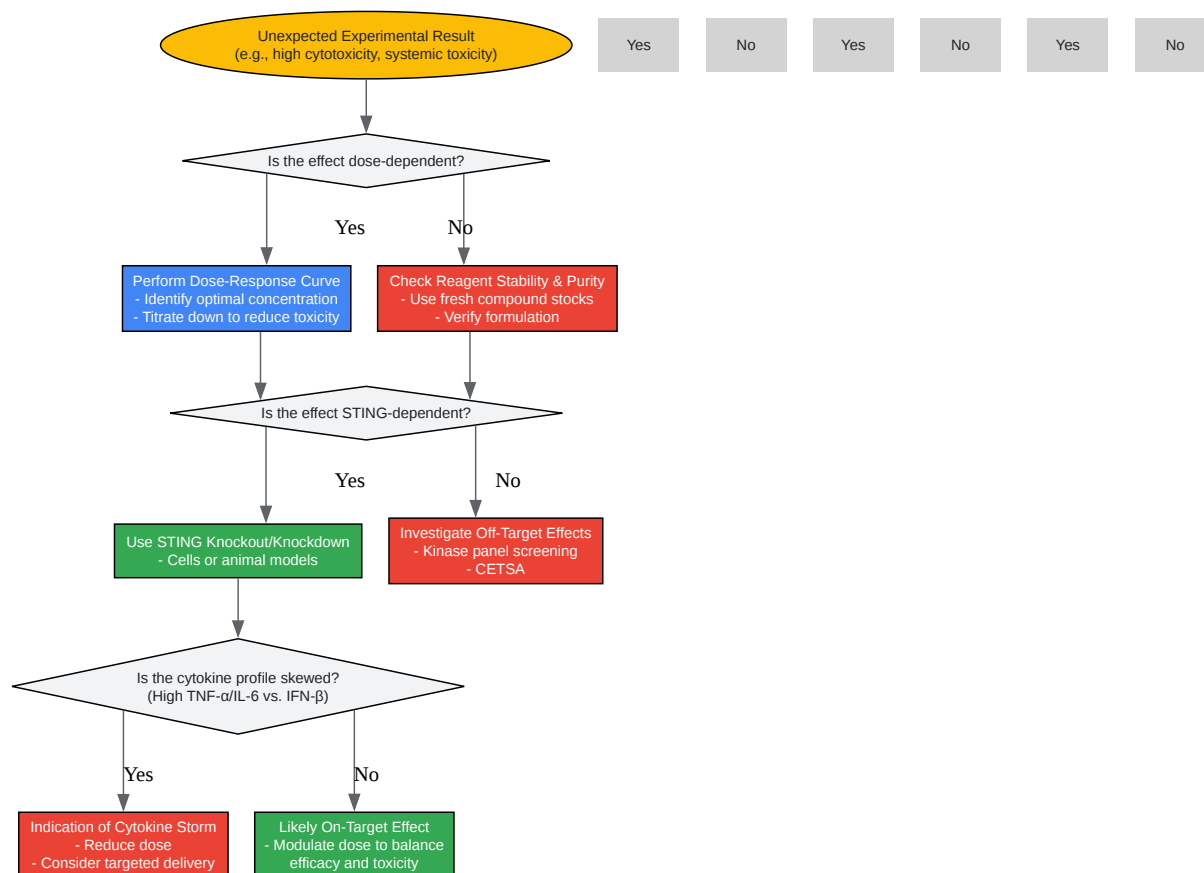 Unexpected Experimental Result
(e.g., high cytotoxicity, systemic toxicity)
Yes
No
Yes
No
Yes
No
Is the effect dose-dependent?
Yes
No
Perform Dose-Response Curve
- Identify optimal concentration
- Titrate down to reduce toxicity
Check Reagent Stability & Purity
- Use fresh compound stocks
- Verify formulation
Is the effect STING-dependent?
Yes
No
Use STING Knockout/Knockdown
- Cells or animal models
Investigate Off-Target Effects
- Kinase panel screening
- CETSA
Is the cytokine profile skewed?
(High TNF-α/IL-6 vs. IFN-β)
Yes
No
Indication of Cytokine Storm
- Reduce dose
- Consider targeted delivery
Likely On-Target Effect
- Modulate dose to balance
efficacy and toxicity